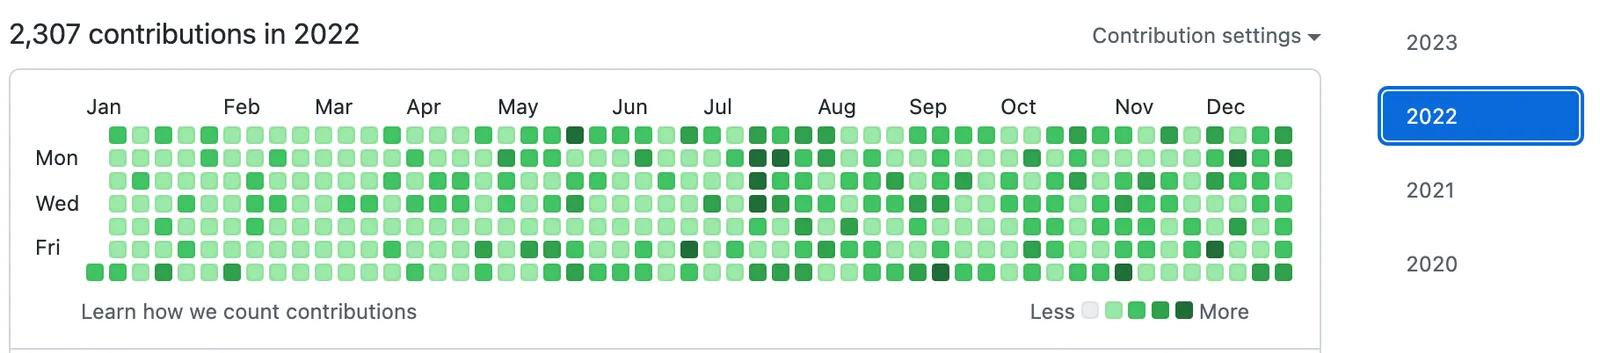 2,307 contributions in 2022
Contribution settings
Jan Feb Mar Apr May Jun Jul Aug Sep Oct Nov Dec
Mon
Wed
Fri
Learn how we count contributions
Less More
2023
2022
2021
2020